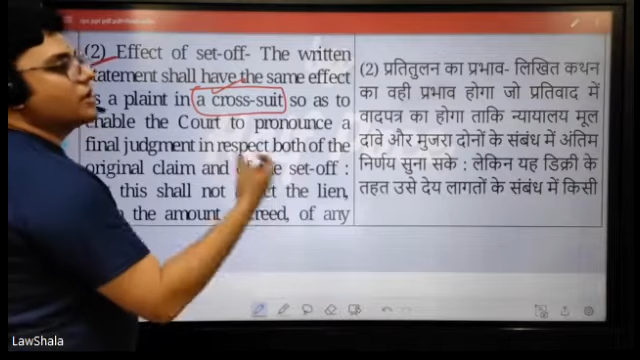 (2) Effect of set-off- The written
statement shall have the same effect
a plaint in a cross-suit so as to
enable the Court to pronounce a
final judgment in respect both of the
original claim and of the set-off :
this shall not the lien,
the amount of any
(2) प्रतितुलन का प्रभाव- लिखित कथन
का वही प्रभाव होगा जो प्रतिवाद में
वादपत्र का होगा ताकि न्यायालय मूल
दावे और मुजरा दोनों के संबंध में अंतिम
निर्णय सुना सके : लेकिन यह डिक्री के
तहत उसे देय लागतों के संबंध में किसी
LawShala